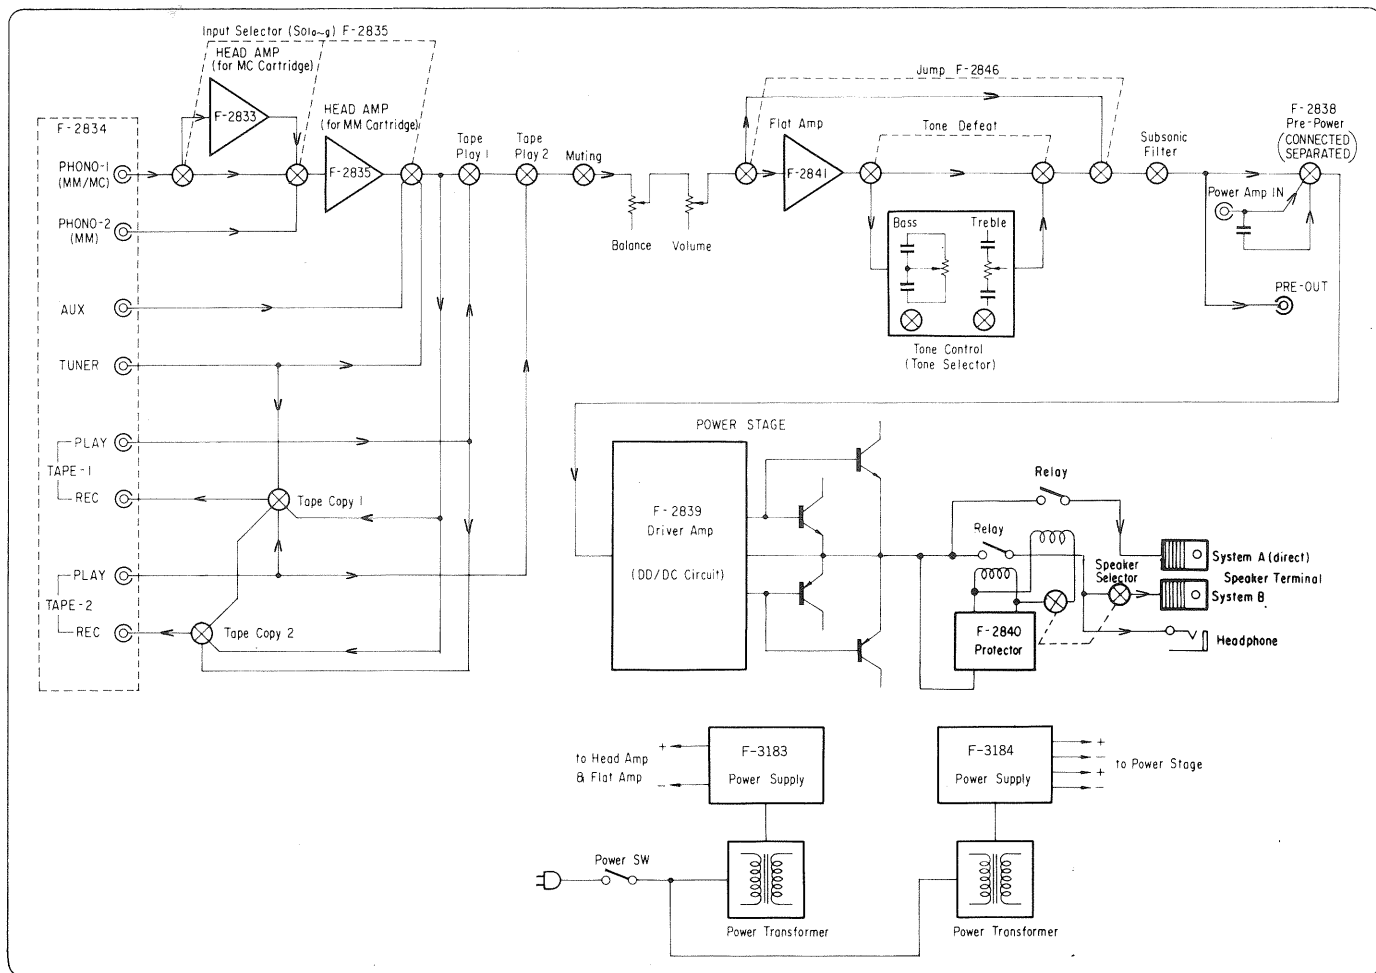 Input Selector (So1a~g) F-2835
HEAD AMP
(for MC Cartridge)
F-2833
HEAD AMP
(for MM Cartridge)
F-2835
F-2834
PHONO-1
(MM/MC)
PHONO-2
(MM)
AUX
TUNER
PLAY
TAPE-1
REC
PLAY
TAPE-2
REC
Tape Copy 1
Tape Copy 2
Tape
Play 1
Tape
Play 2
Muting
Balance
Volume
Jump F-2846
Flat Amp
F-2841
Tone Defeat
Bass
Treble
Tone Control
(Tone Selector)
Subsonic
Filter
F-2838
Pre-Power
(CONNECTED
SEPARATED)
Power Amp IN
PRE-OUT
POWER STAGE
F-2839
Driver Amp
(DD/DC Circuit)
Relay
Relay
F-2840
Protector
Speaker
Selector
System A (direct)
Speaker Terminal
System B
Headphone
to Head Amp
& Flat Amp
+
−
F-3183
Power Supply
F-3184
Power Supply
+
−
+
−
to Power Stage
Power SW
Power Transformer
Power Transformer